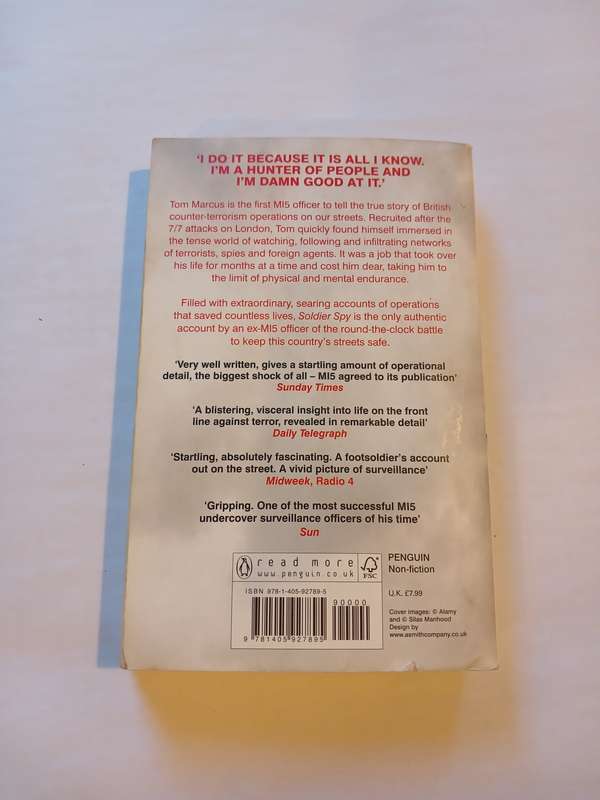 'I DO IT BECAUSE IT IS ALL I KNOW.
I'M A HUNTER OF PEOPLE AND
I'M DAMN GOOD AT IT.'
Tom Marcus is the first MI5 officer to tell the true story of British
counter-terrorism operations on our streets. Recruited after the
7/7 attacks on London, Tom quickly found himself immersed in
the tense world of watching, following and infiltrating networks
of terrorists, spies and foreign agents. It was a job that took over
his life for months at a time and cost him dear, taking him to
the limit of physical and mental endurance.
Filled with extraordinary, searing accounts of operations
that saved countless lives, Soldier Spy is the only authentic
account by an ex-MI5 officer of the round-the-clock battle
to keep this country's streets safe.
'Very well written, gives a startling amount of operational
detail, the biggest shock of all – MI5 agreed to its publication'
Sunday Times
'A blistering, visceral insight into life on the front
line against terror, revealed in remarkable detail'
Daily Telegraph
'Startling, absolutely fascinating. A footsoldier's account
out on the street. A vivid picture of surveillance'
Midweek, Radio 4
'Gripping. One of the most successful MI5
undercover surveillance officers of his time'
Sun
read more
www.penguin.co.uk
FSC
PENGUIN
Non-fiction
U.K. £7.99
ISBN 978-1-405-92789-5
90000
9 781405 927895
Cover images: © Alamy
and © Silas Manhood
Design by
www.asmithcompany.co.uk